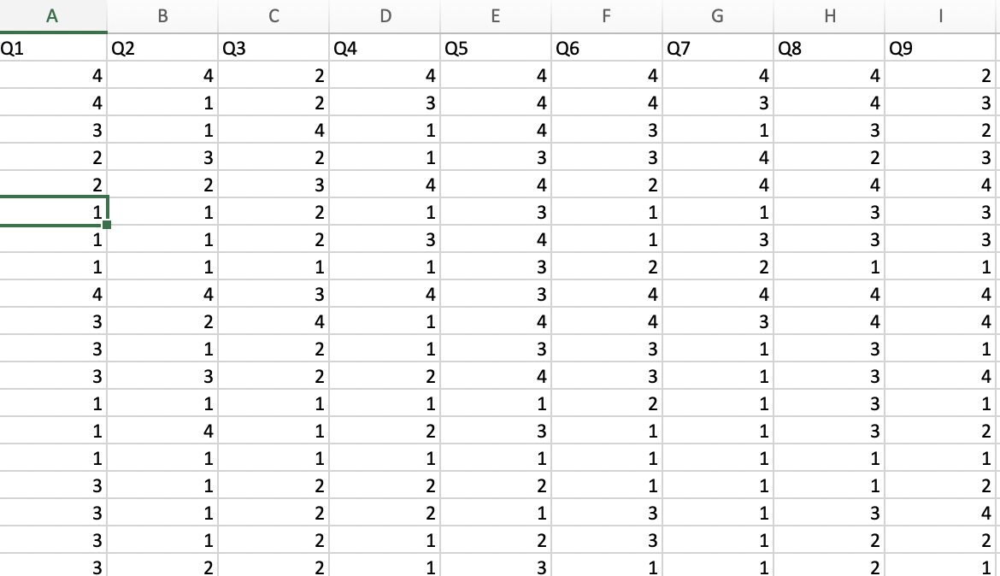 A B C D E F G H I
Q1 Q2 Q3 Q4 Q5 Q6 Q7 Q8 Q9
4 4 2 4 4 4 4 4 2
4 1 2 3 4 4 3 4 3
3 1 4 1 4 3 1 3 2
2 3 2 1 3 3 4 2 3
2 2 3 4 4 2 4 4 4
1 1 2 1 3 1 1 3 3
1 1 2 3 4 1 3 3 3
1 1 1 1 3 2 2 1 1
4 4 3 4 3 4 4 4 4
3 2 4 1 4 4 3 4 4
3 1 2 1 3 3 1 3 1
3 3 2 2 4 3 1 3 4
1 1 1 1 1 2 1 3 1
1 4 1 2 3 1 1 3 2
1 1 1 1 1 1 1 1 1
3 1 2 2 2 1 1 1 2
3 1 2 2 1 3 1 3 4
3 1 2 1 2 3 1 2 2
3 2 2 1 3 1 1 2 1